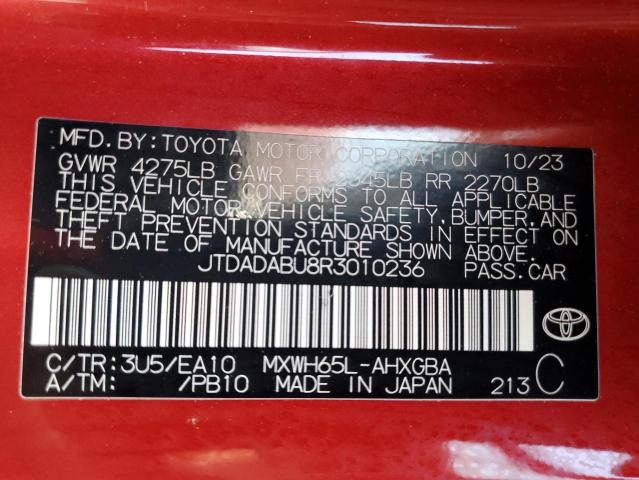 MFD. BY: TOYOTA MOTOR CORPORATION 10/23
GVWR 4275LB GAWR FR RR 2270LB
THIS VEHICLE CONFORMS TO ALL APPLICABLE
FEDERAL MOTOR VEHICLE SAFETY, BUMPER, AND
THEFT PREVENTION STANDARDS IN EFFECT ON
THE DATE OF MANUFACTURE SHOWN ABOVE.
JTDADABU8R3010236 PASS.CAR
C/TR: 3U5/EA10 MXWH65L-AHXGBA
A/TM: /PB10 MADE IN JAPAN 213 C